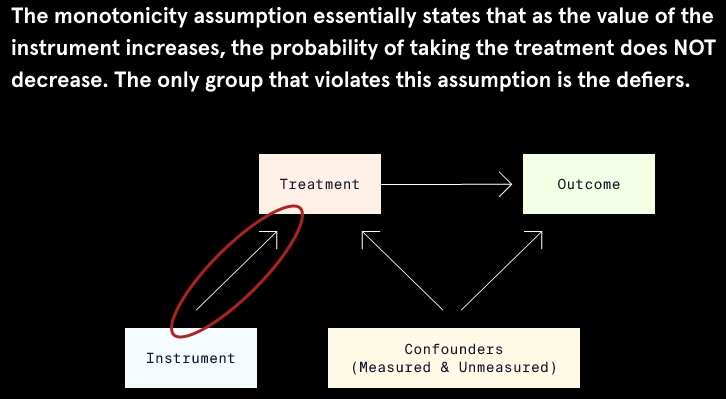 The monotonicity assumption essentially states that as the value of the
instrument increases, the probability of taking the treatment does NOT
decrease. The only group that violates this assumption is the defiers.
Treatment
Outcome
Instrument
Confounders
(Measured & Unmeasured)